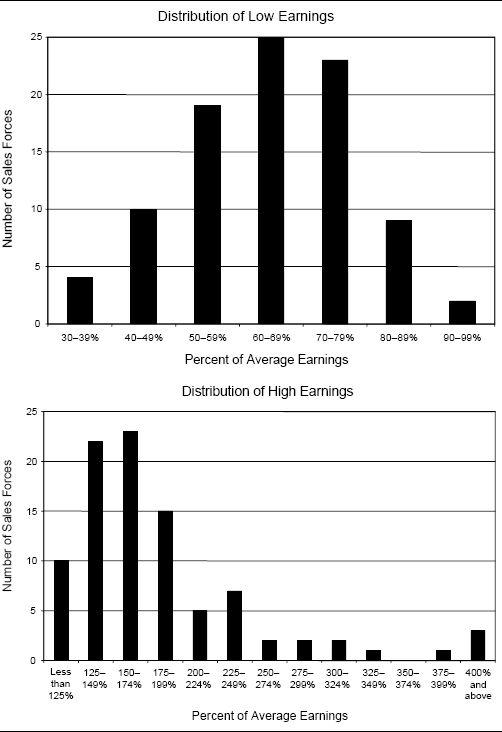 Distribution of Low Earnings
Number of Sales Forces
25
20
15
10
5
0
30–39% 40–49% 50–59% 60–69% 70–79% 80–89% 90–99%
Percent of Average Earnings
Distribution of High Earnings
Number of Sales Forces
25
20
15
10
5
0
Less than 125% 125–149% 150–174% 175–199% 200–224% 225–249% 250–274% 275–299% 300–324% 325–349% 350–374% 375–399% 400% and above
Percent of Average Earnings